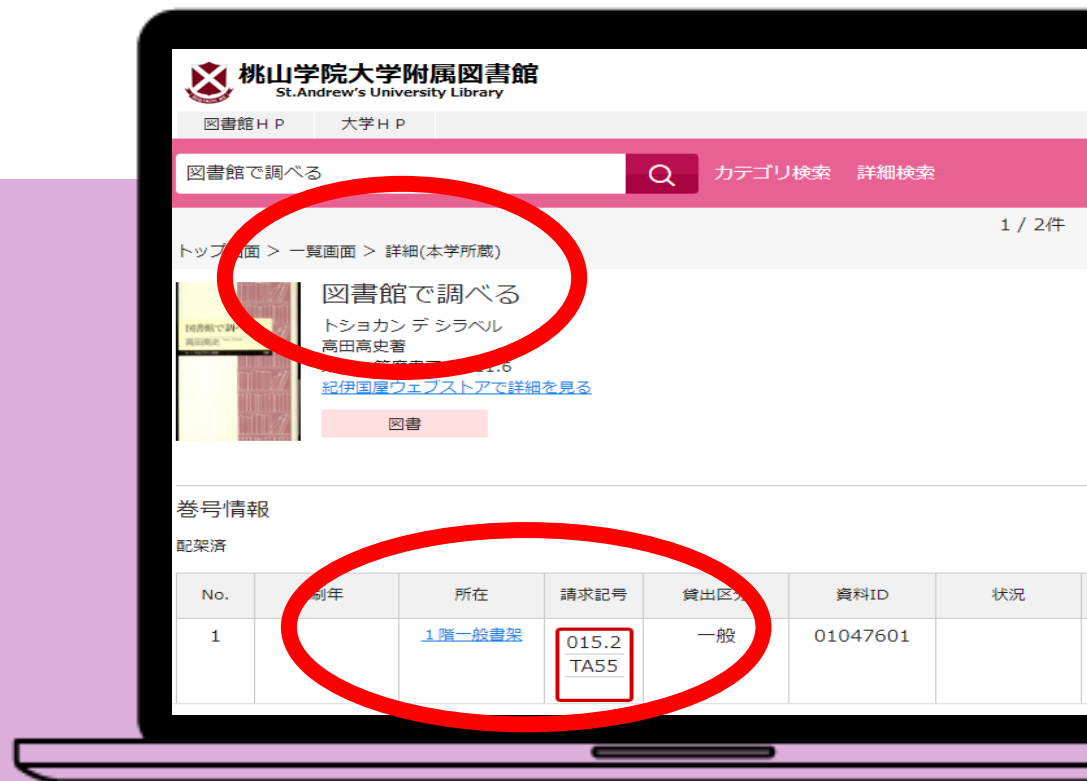 桃山学院大学附属図書館
St.Andrew's University Library
図書館ＨＰ 大学ＨＰ
図書館で調べる カテゴリ検索 詳細検索
1 / 2件
トップ画面 > 一覧画面 > 詳細(本学所蔵)
図書館で調べる
トショカン デ シラベル
高田高史著
紀伊国屋ウェブストアで詳細を見る
図書
巻号情報
配架済
No. 刷年 所在 請求記号 貸出区分 資料ID 状況
1 １階一般書架 015.2 一般 01047601
TA55